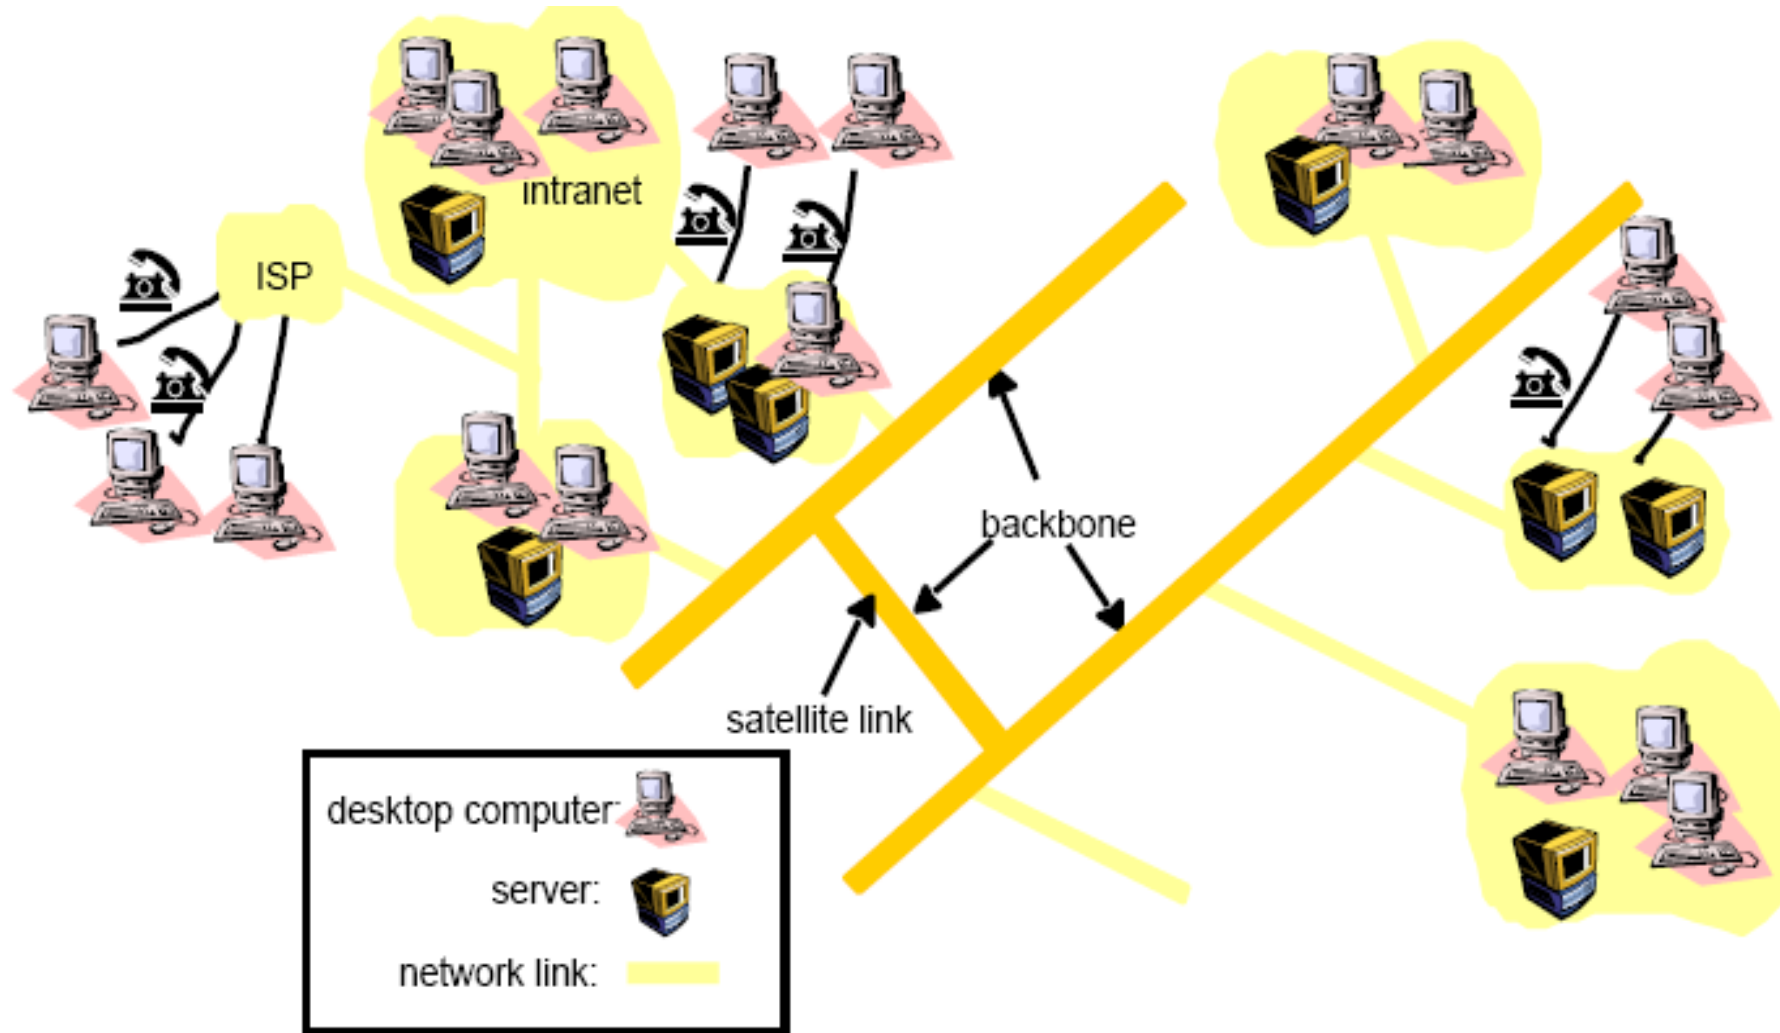 intranet
ISP
backbone
satellite link
desktop computer:
server:
network link: